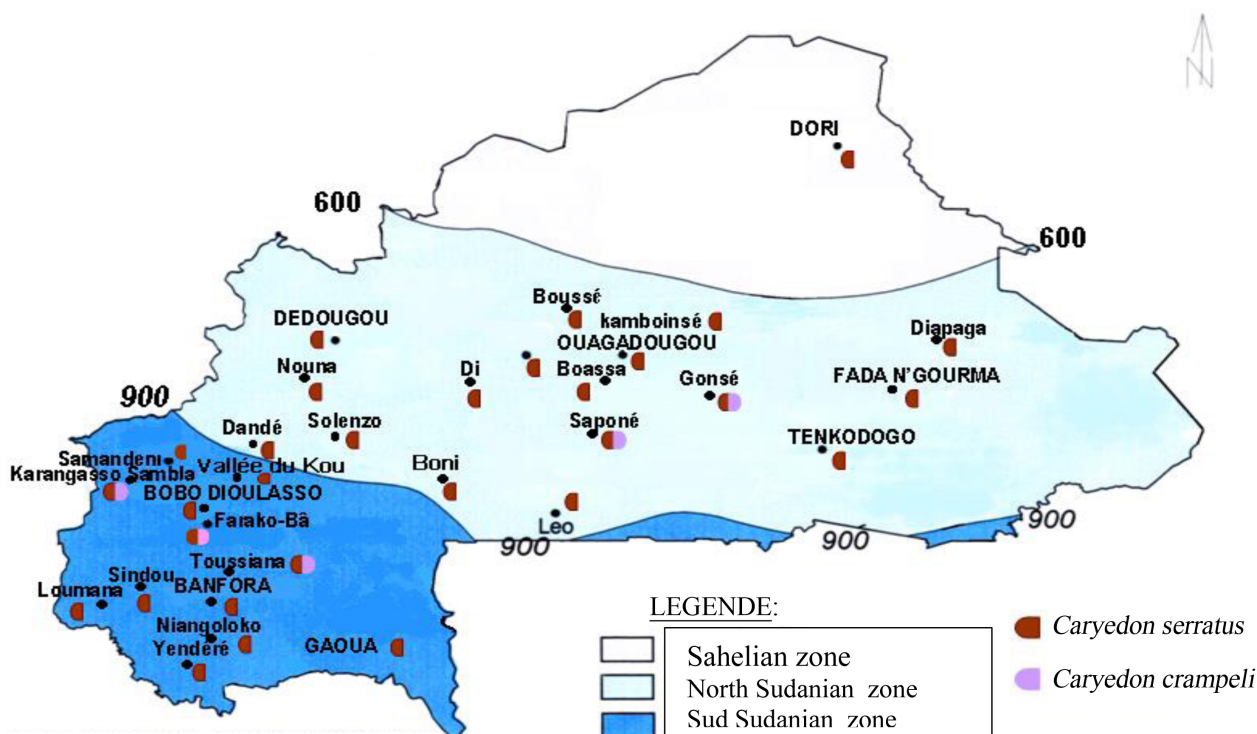 N
DORI
600
600
Boussé
DEDOUGOU
kamboinsé
Diapaga
OUAGADOUGOU
Nouna
Di
Boassa
Gonsé
FADA N'GOURMA
900
Dandé
Solenzo
Saponé
TENKODOGO
Samandeni
Vallée du Kou
Boni
Karangasso Sambla
BOBO DIOULASSO
Farako-Bâ
Leo
900
900
900
Toussiana
Sindou
BANFORA
Loumana
Niangoloko
GAOUA
Yendéré
LEGENDE:
Sahelian zone
North Sudanian zone
Sud Sudanian zone
Caryedon serratus
Caryedon crampeli